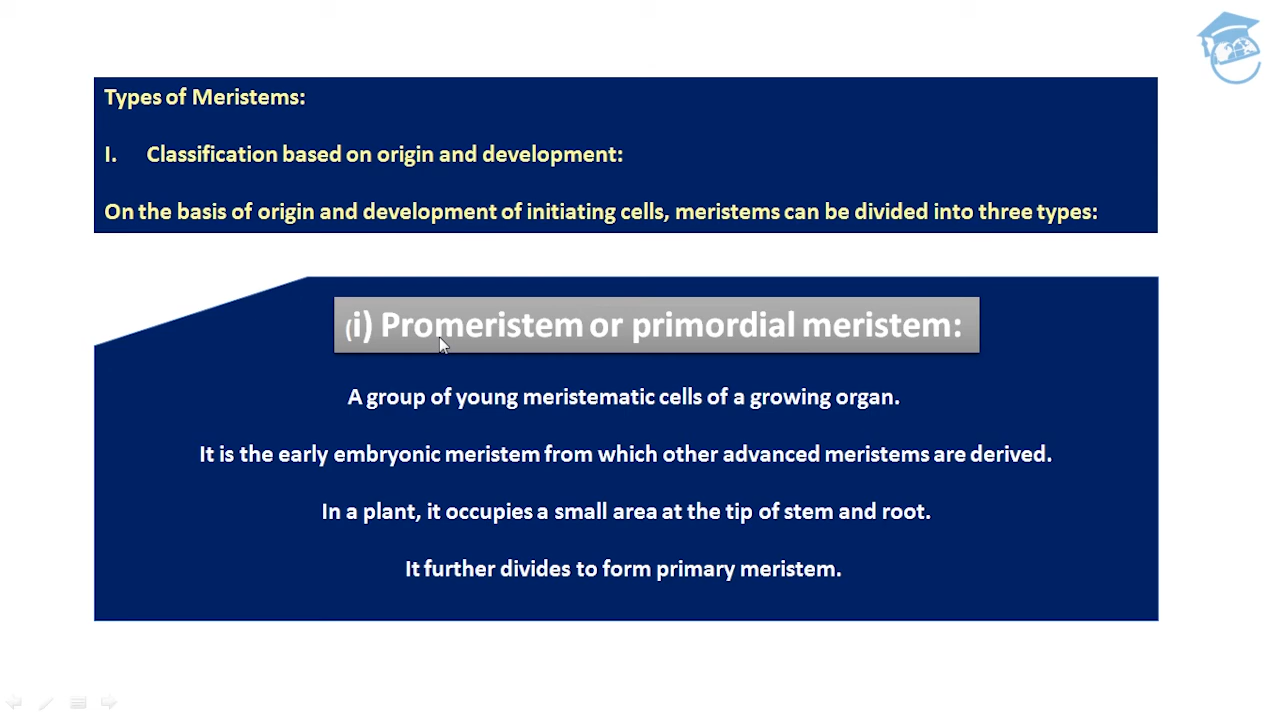 Types of Meristems:
I. Classification based on origin and development:
On the basis of origin and development of initiating cells, meristems can be divided into three types:
(i) Promeristem or primordial meristem:
A group of young meristematic cells of a growing organ.
It is the early embryonic meristem from which other advanced meristems are derived.
In a plant, it occupies a small area at the tip of stem and root.
It further divides to form primary meristem.